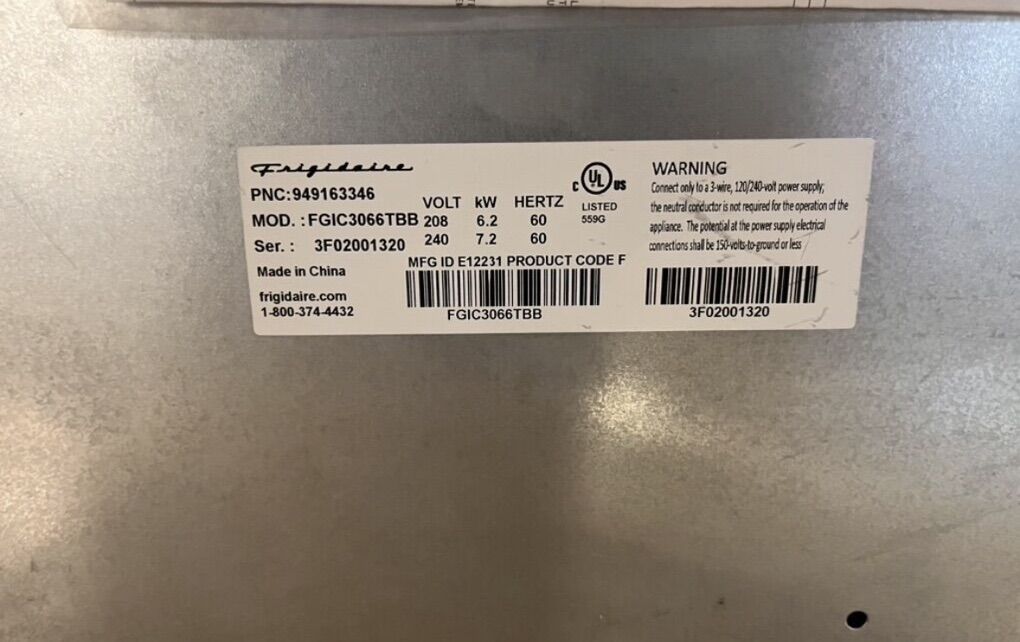 Frigidaire
PNC:949163346
MOD. : FGIC3066TBB
Ser. : 3F02001320
Made in China
frigidaire.com
1-800-374-4432
VOLT kW HERTZ
208 6.2 60
240 7.2 60
MFG ID E12231 PRODUCT CODE F
FGIC3066TBB
C UL US
LISTED
559G
WARNING
Connect only to a 3-wire, 120/240-volt power supply;
the neutral conductor is not required for the operation of the
appliance. The potential at the power supply electrical
connections shall be 150-volts-to-ground or less
3F02001320